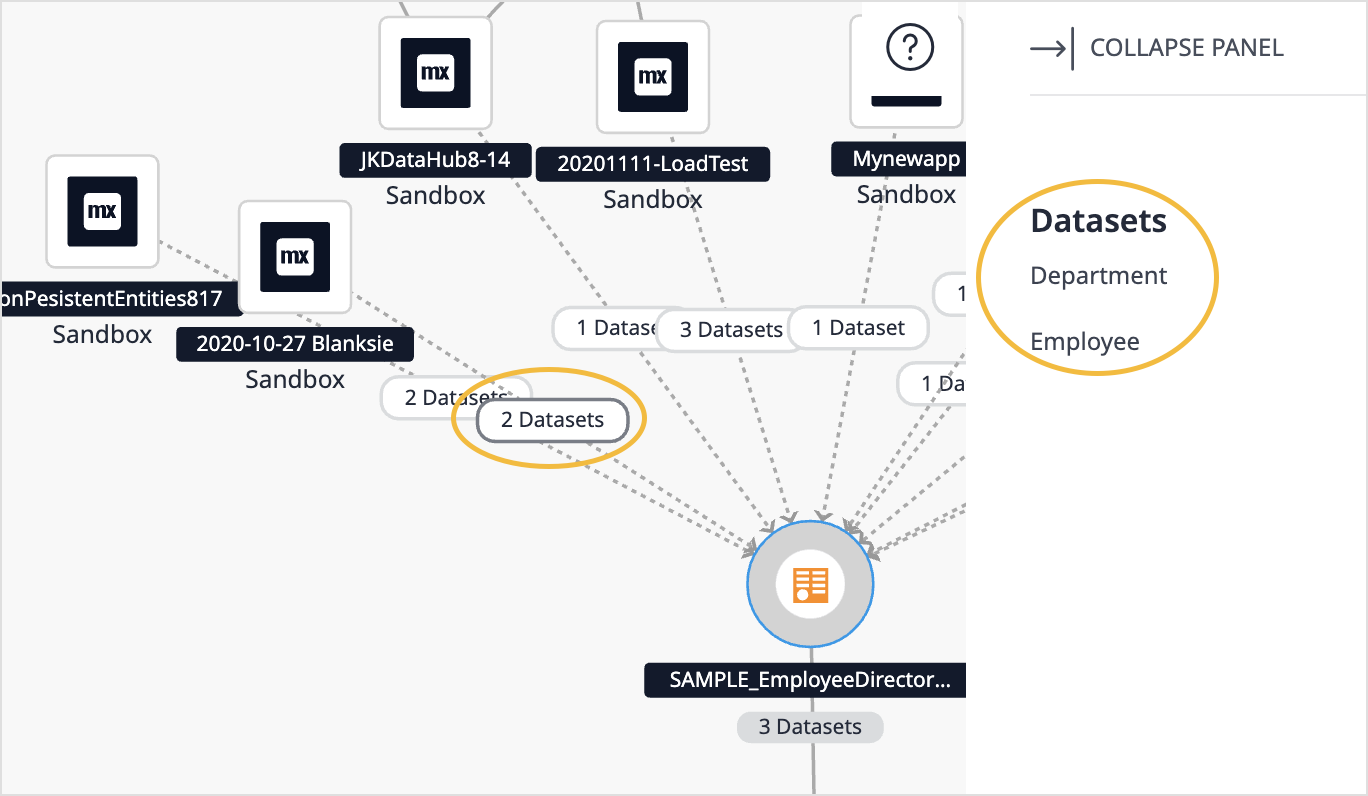 COLLAPSE PANEL
mx
mx
?
JKDataHub8-14
Sandbox
20201111-LoadTest
Sandbox
Mynewapp
Sandbox
mx
mx
onPesistentEntities817
Sandbox
2020-10-27 Blanksie
Sandbox
Datasets
Department
Employee
1
1 Datase
3 Datasets
1 Dataset
1 Da
2 Datasets
2 Datasets
SAMPLE_EmployeeDirector...
3 Datasets